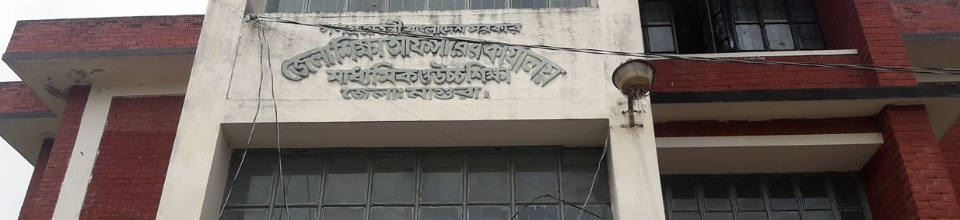 গণপ্রজাতন্ত্রী বাংলাদেশ সরকার
জেলা শিক্ষা অফিসারের কার্যালয়
মাধ্যমিক ও উচ্চ শিক্ষা
জেলাঃ মাগুরা।